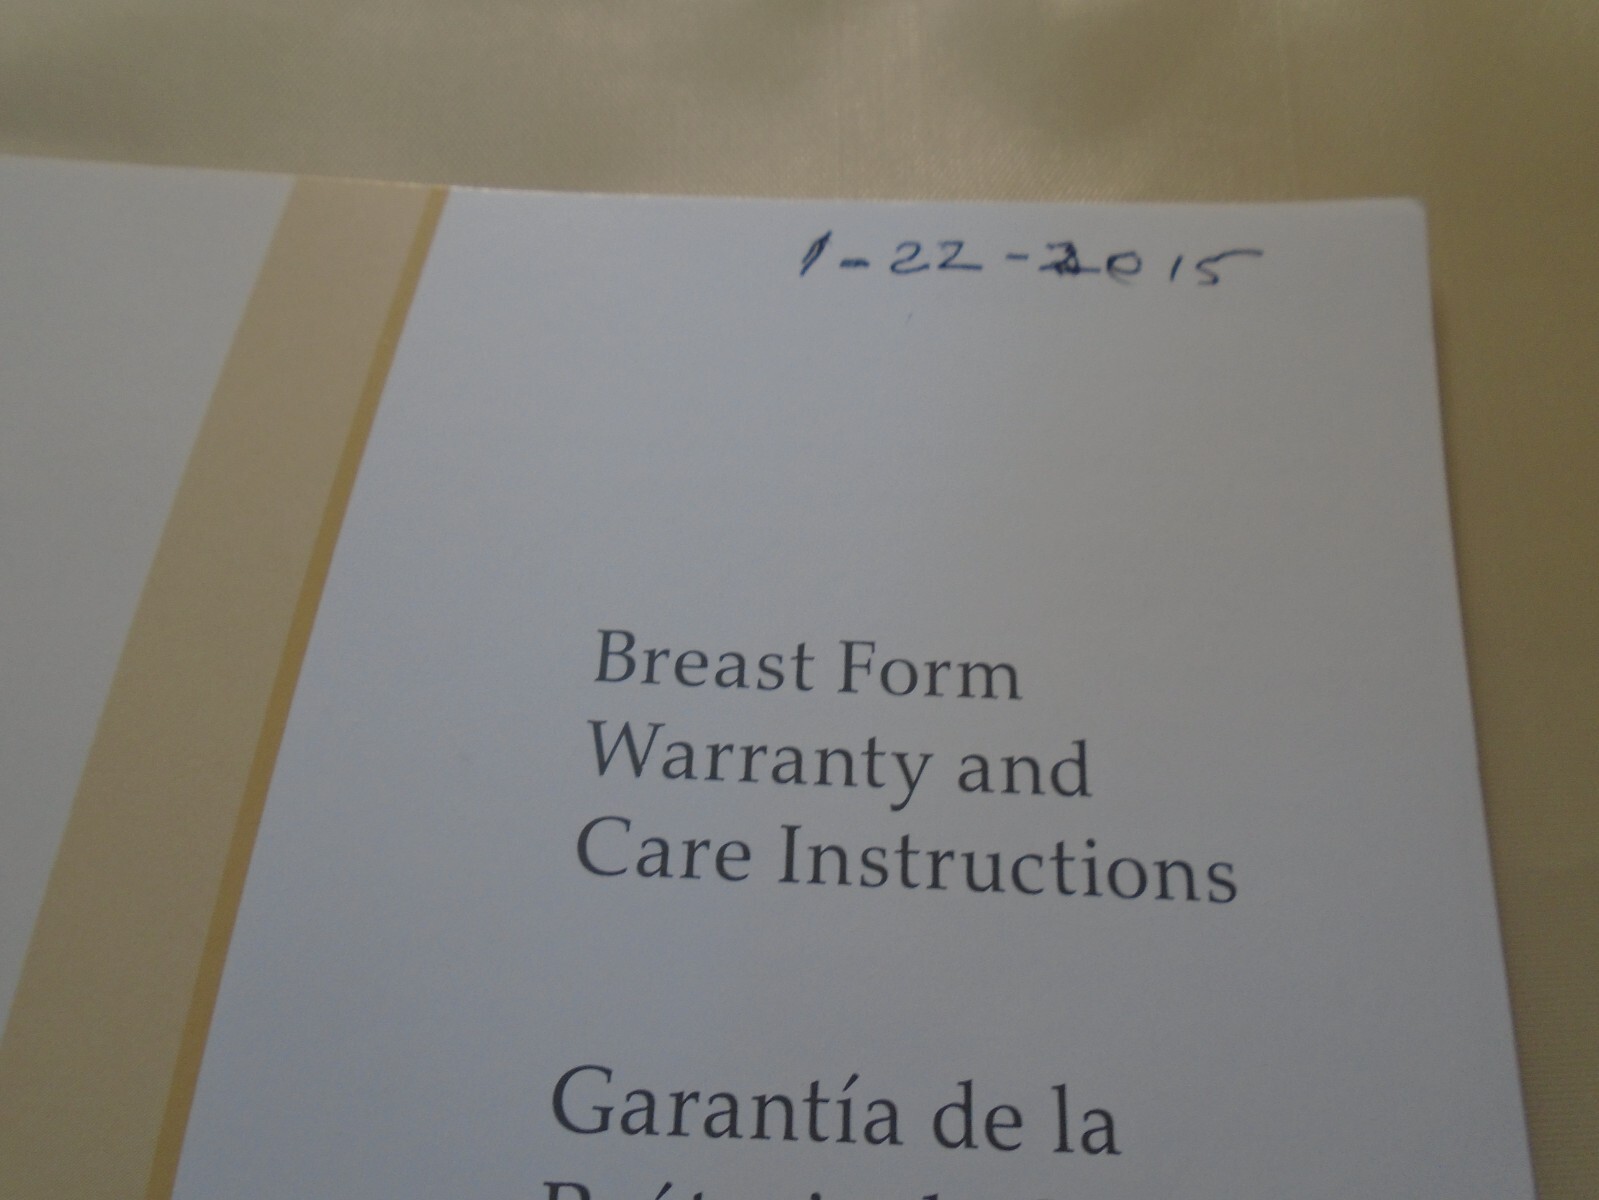 1-22-2015
Breast Form
Warranty and
Care Instructions
Garantía de la